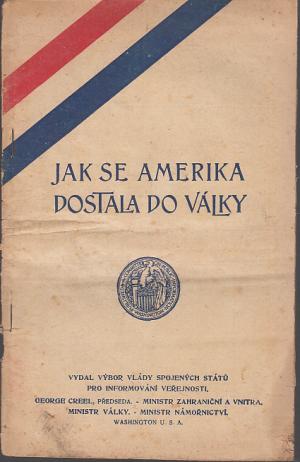 JAK SE AMERIKA
DOSTALA DO VÁLKY
VYDAL VÝBOR VLÁDY SPOJENÝCH STÁTŮ
PRO INFORMOVÁNÍ VEŘEJNOSTI.
GEORGE CREEL, PŘEDSEDA. - MINISTR ZAHRANIČNÍ A VNITRA.
MINISTR VÁLKY. - MINISTR NÁMOŘNICTVÍ.
WASHINGTON U. S. A.